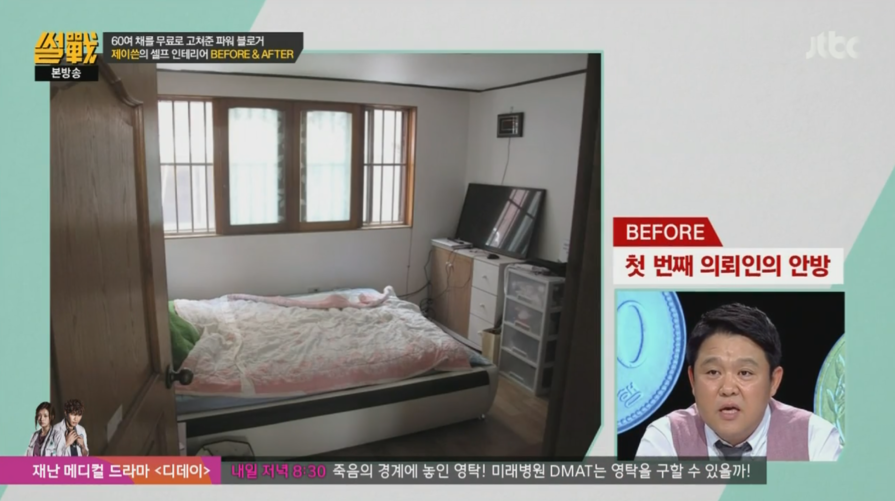 썰戰
본방송
60여 채를 무료로 고쳐준 파워 블로거
제이쓴의 셀프 인테리어 BEFORE & AFTER
jtbc
BEFORE
첫 번째 의뢰인의 안방
재난 메디컬 드라마 <디데이>
내일 저녁 8:30 죽음의 경계에 놓인 영탁! 미래병원 DMAT는 영탁을 구할 수 있을까!